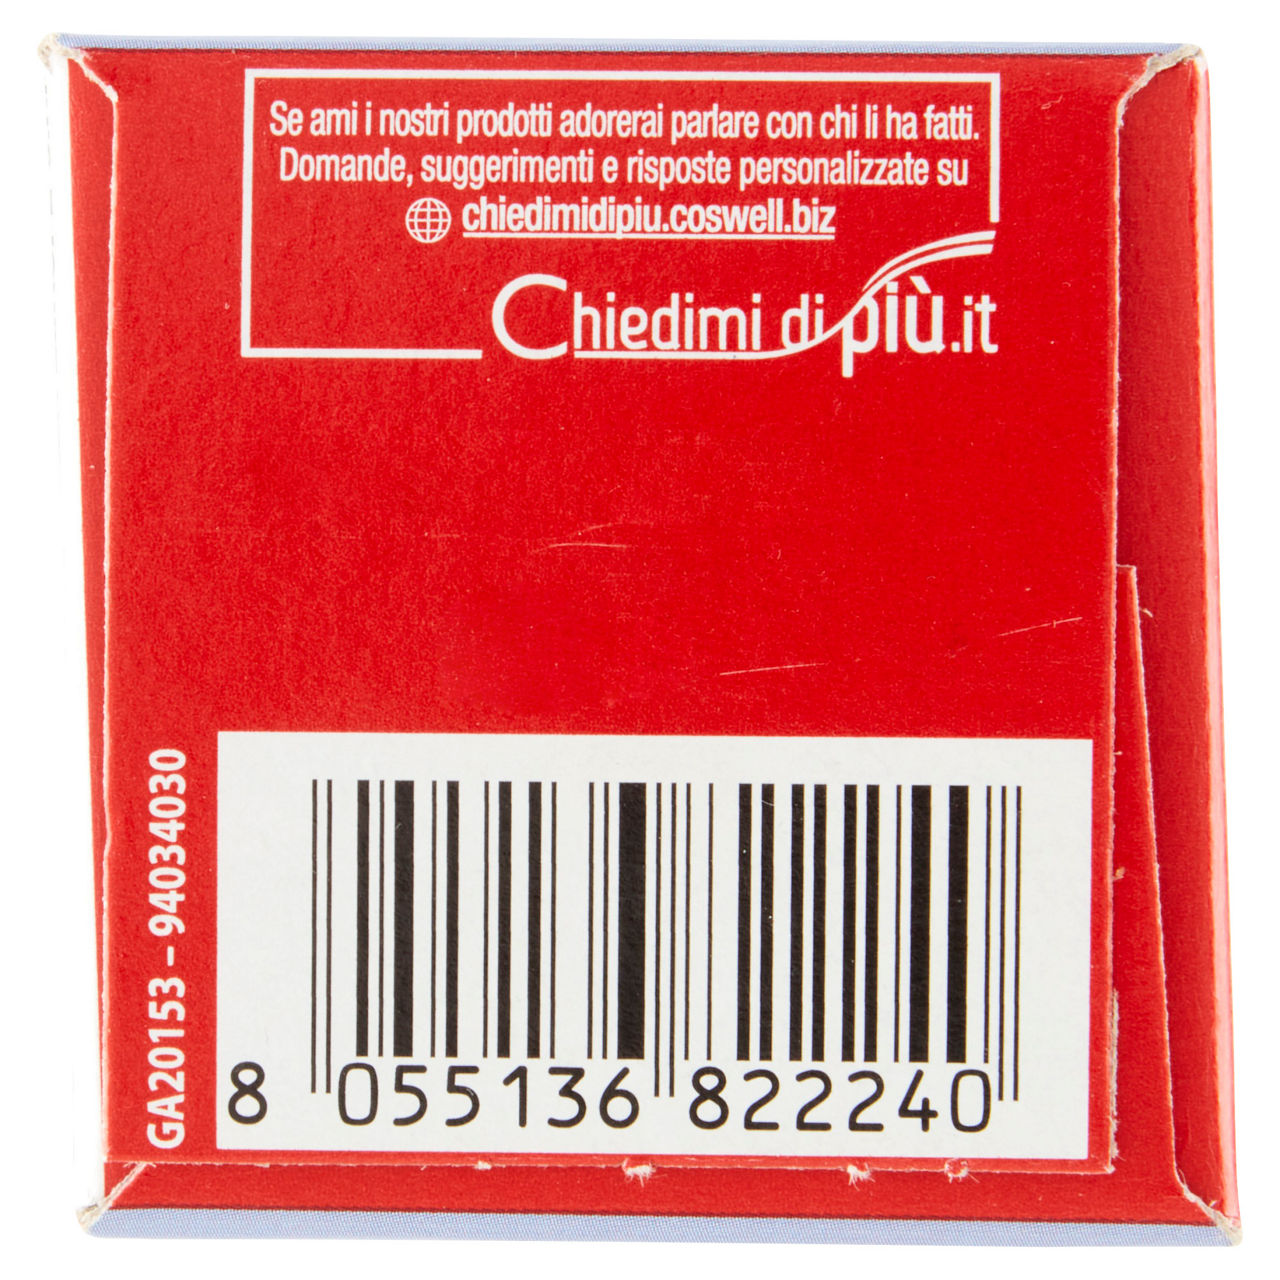 Se ami i nostri prodotti adorerai parlare con chi li ha fatti.
Domande, suggerimenti e risposte personalizzate su
chiedimidipiu.coswell.biz
Chiedimi di più.it
GA20153 – 94034030
8 055136 822240